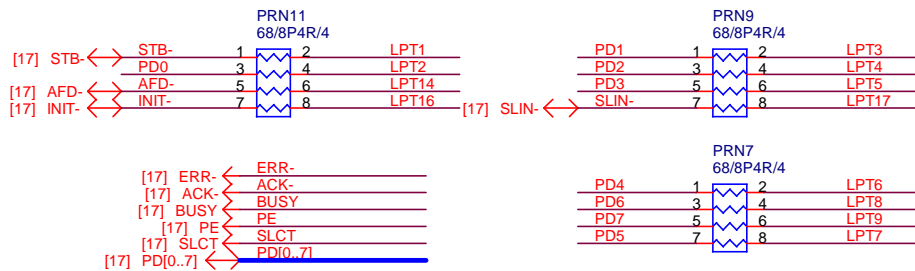 PRN11
68/8P4R/4
[17] STB- STB- 1 2 LPT1
PD0 3 4 LPT2
[17] AFD- AFD- 5 6 LPT14
[17] INIT- INIT- 7 8 LPT16
PRN9
68/8P4R/4
PD1 1 2 LPT3
PD2 3 4 LPT4
PD3 5 6 LPT5
[17] SLIN- SLIN- 7 8 LPT17
[17] ERR- ERR-
[17] ACK- ACK-
[17] BUSY BUSY
[17] PE PE
[17] SLCT SLCT
[17] PD[0..7] PD[0..7]
PRN7
68/8P4R/4
PD4 1 2 LPT6
PD6 3 4 LPT8
PD7 5 6 LPT9
PD5 7 8 LPT7